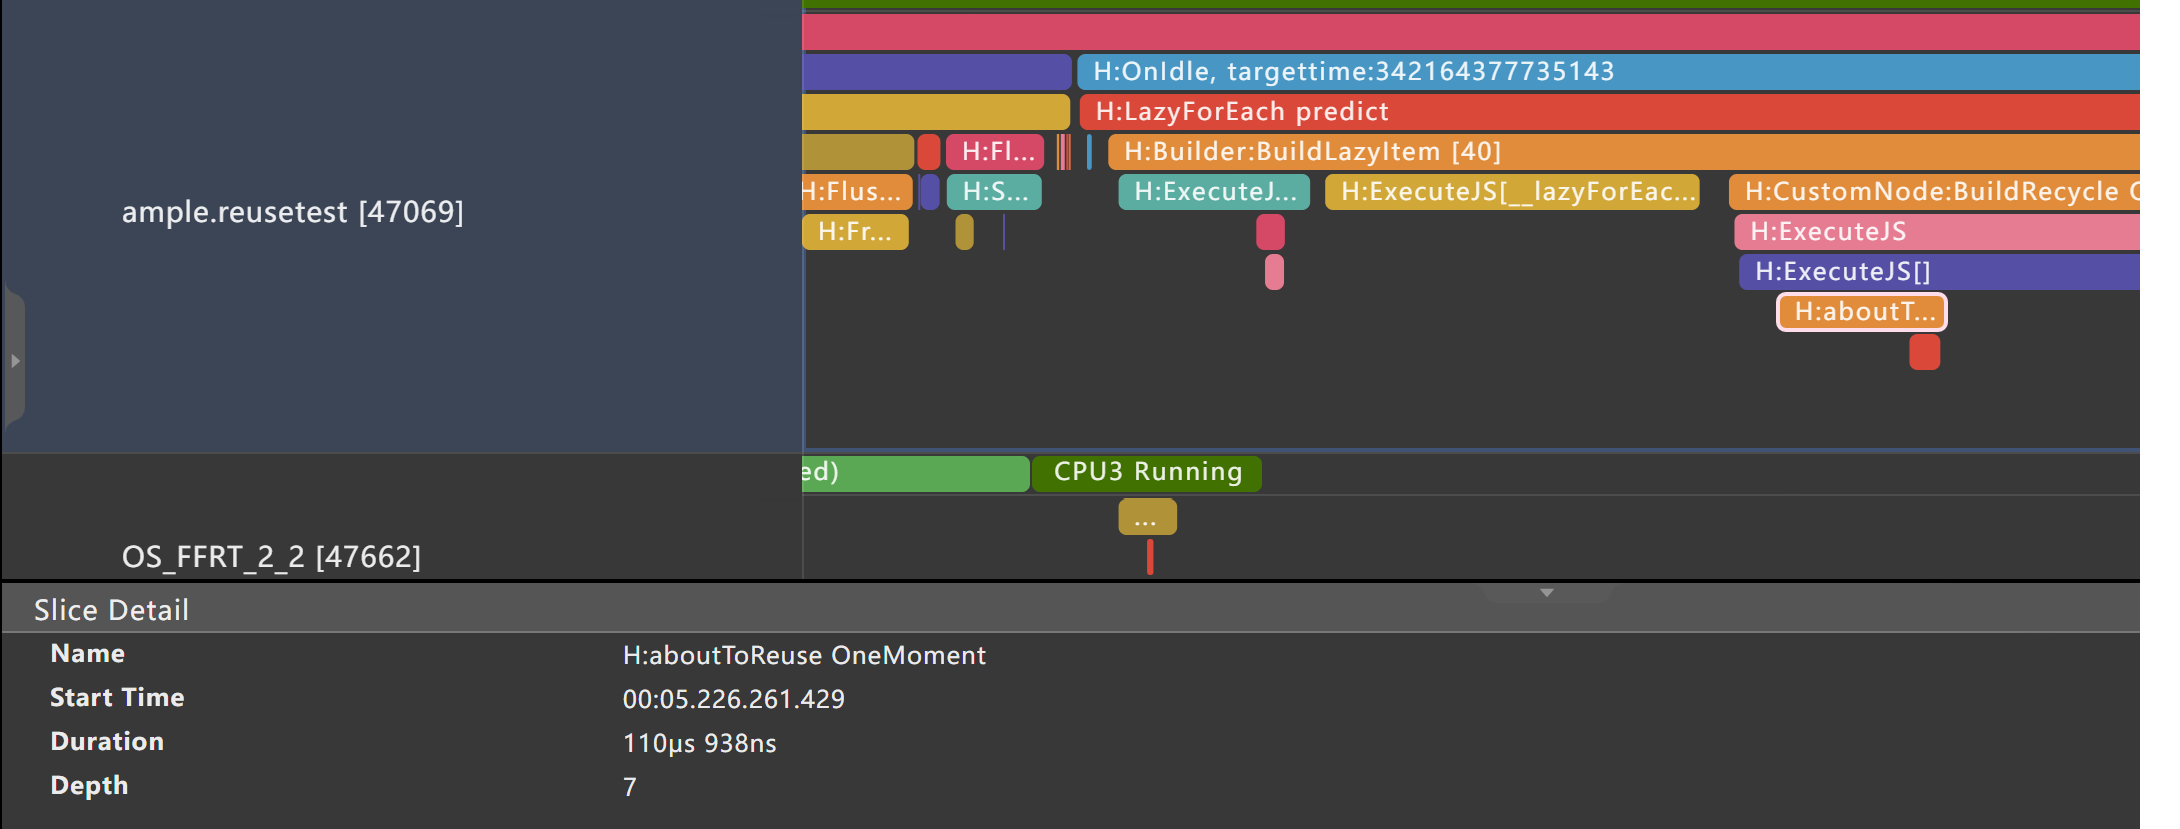 H:OnIdle, targettime:342164377735143
H:LazyForEach predict
H:Fl... H:Builder:BuildLazyItem [40]
H:Flus... H:S... H:ExecuteJ... H:ExecuteJS[__lazyForEac... H:CustomNode:BuildRecycle
ample.reusetest [47069]
H:Fr... H:ExecuteJS
H:ExecuteJS[]
H:aboutT...
ed) CPU3 Running
...
OS_FFRT_2_2 [47662]
Slice Detail
Name H:aboutToReuse OneMoment
Start Time 00:05.226.261.429
Duration 110μs 938ns
Depth 7